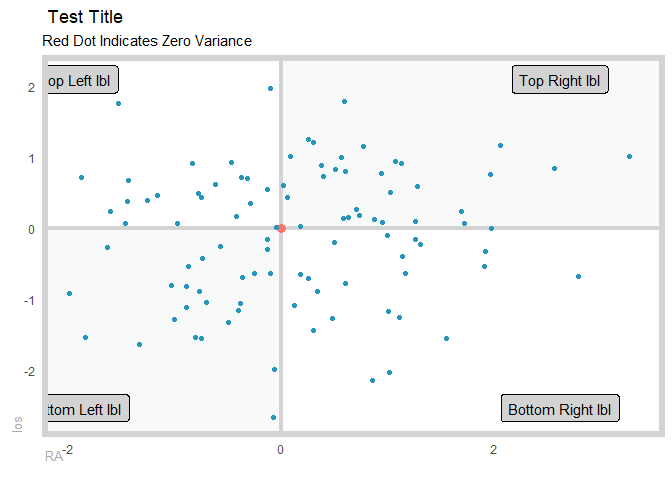 Test Title
Red Dot Indicates Zero Variance
op Left lbl
Top Right lbl
2
1
0
-1
-2
ttom Left lbl
Bottom Right lbl
los
-2
0
2
RA